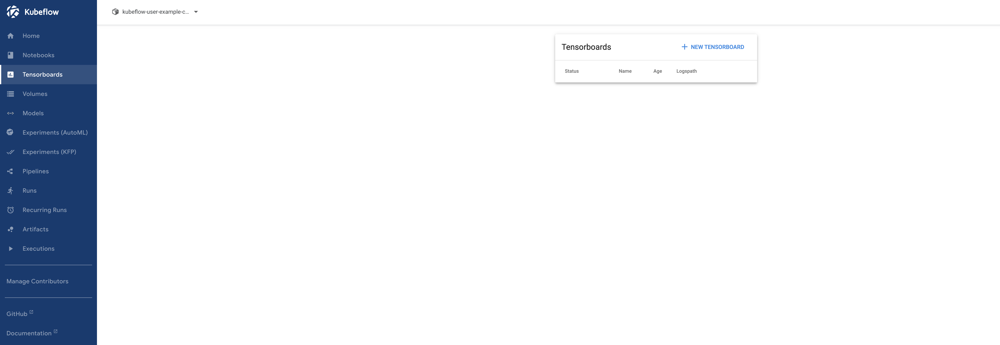 Kubeflow
kubeflow-user-example-c...
Home
Notebooks
Tensorboards
Volumes
Models
Experiments (AutoML)
Experiments (KFP)
Pipelines
Runs
Recurring Runs
Artifacts
Executions
Manage Contributors
GitHub
Documentation
Tensorboards
NEW TENSORBOARD
Status Name Age Logspath